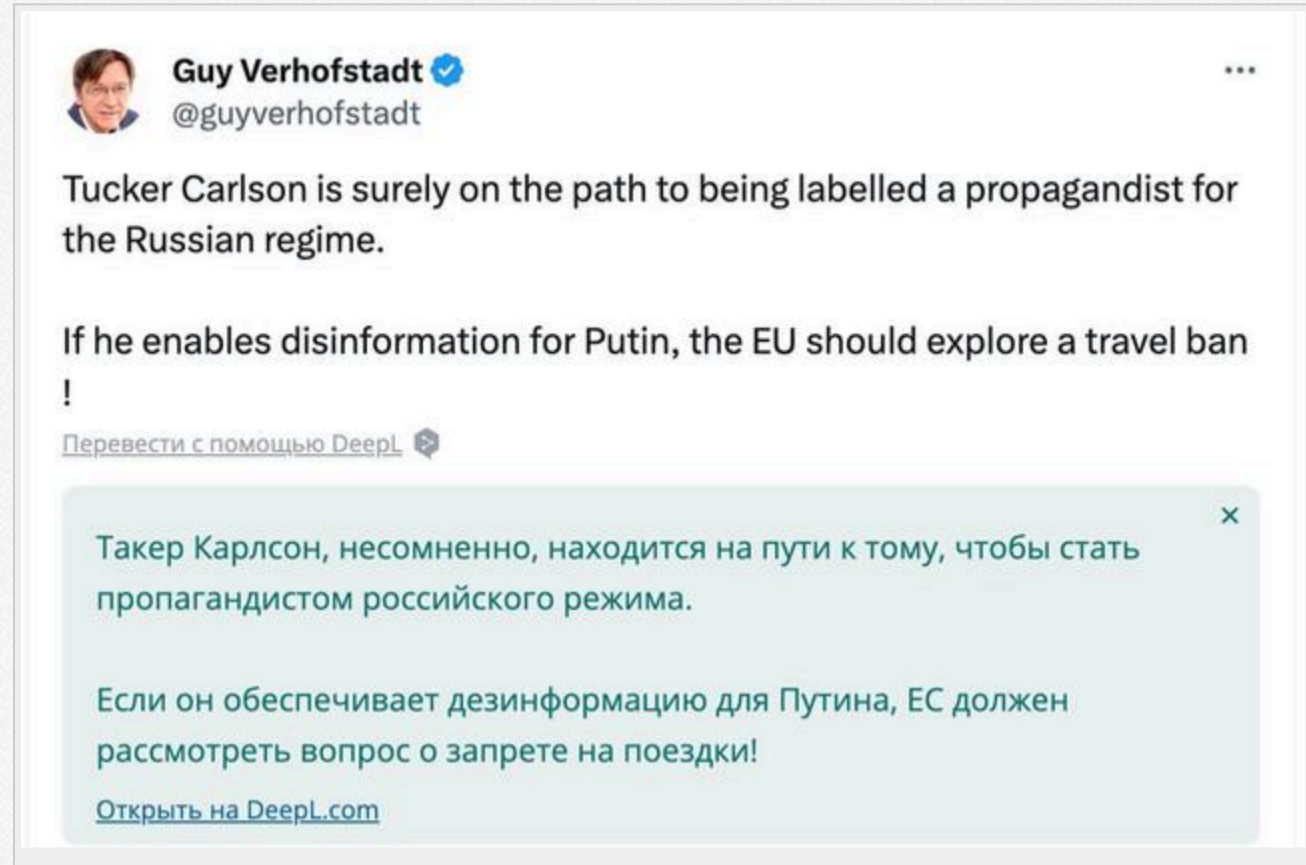 Guy Verhofstadt
@guyverhofstadt
Tucker Carlson is surely on the path to being labelled a propagandist for
the Russian regime.
If he enables disinformation for Putin, the EU should explore a travel ban
!
Перевести с помощью DeepL
Такер Карлсон, несомненно, находится на пути к тому, чтобы стать
пропагандистом российского режима.
Если он обеспечивает дезинформацию для Путина, ЕС должен
рассмотреть вопрос о запрете на поездки!
Открыть на DeepL.com